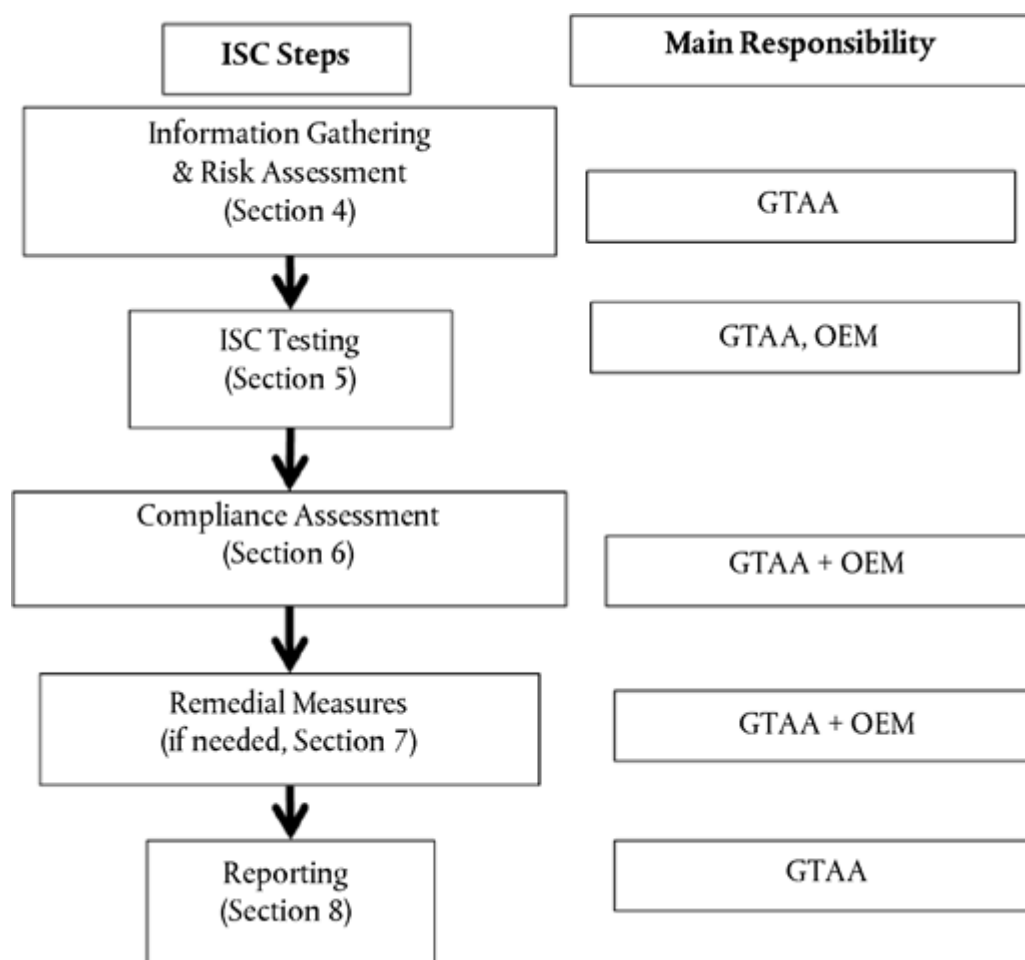 ISC Steps
Main Responsibility
Information Gathering
& Risk Assessment
(Section 4)
GTAA
ISC Testing
(Section 5)
GTAA, OEM
Compliance Assessment
(Section 6)
GTAA + OEM
Remedial Measures
(if needed, Section 7)
GTAA + OEM
Reporting
(Section 8)
GTAA